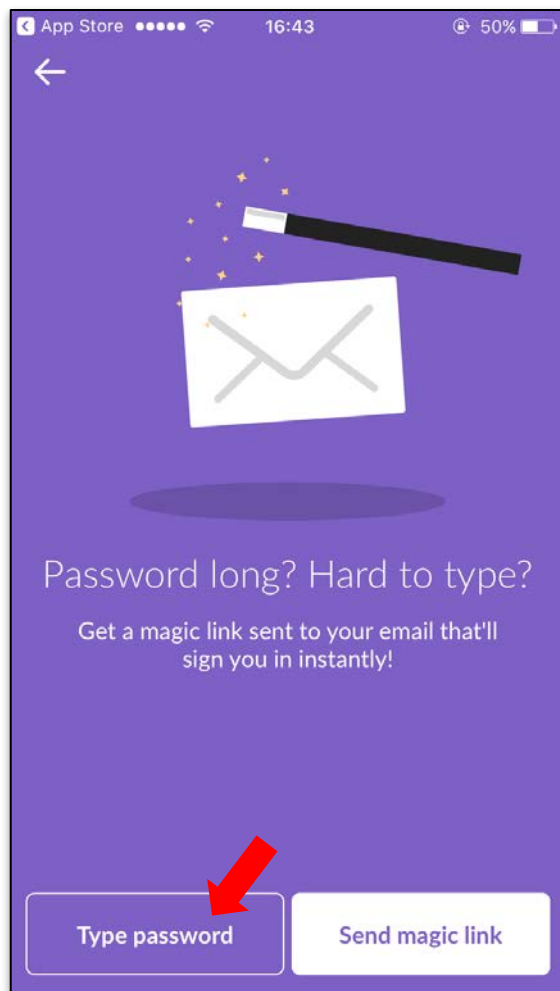 App Store 16:43 50%
Password long? Hard to type?
Get a magic link sent to your email that'll
sign you in instantly!
Type password Send magic link